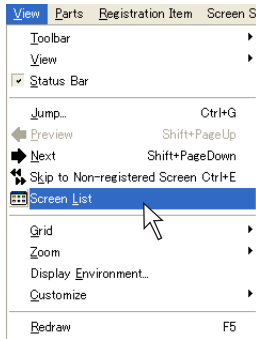 View Parts Registration Item Screen S
Toolbar
View
Status Bar
Jump... Ctrl+G
Preview Shift+PageUp
Next Shift+PageDown
Skip to Non-registered Screen Ctrl+E
Screen List
Grid
Zoom
Display Environment...
Customize
Redraw F5